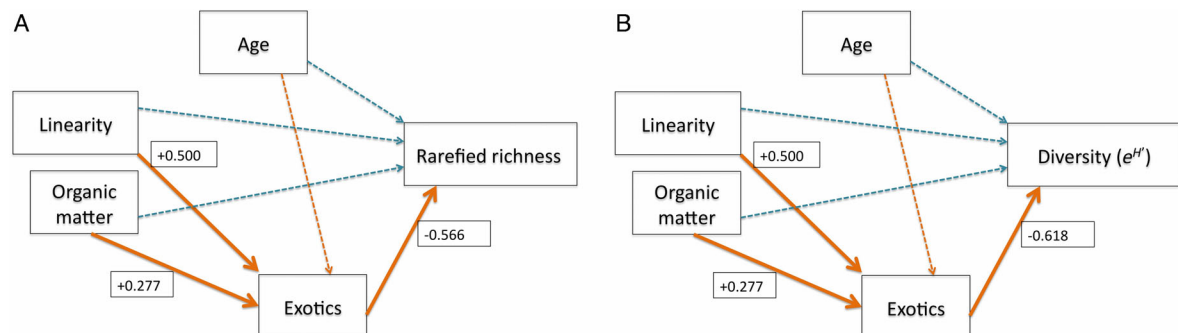 A
Age
Linearity
+0.500
Rarefied richness
Organic
matter
-0.566
+0.277
Exotics
B
Age
Linearity
+0.500
Diversity (e^H')
Organic
matter
-0.618
+0.277
Exotics